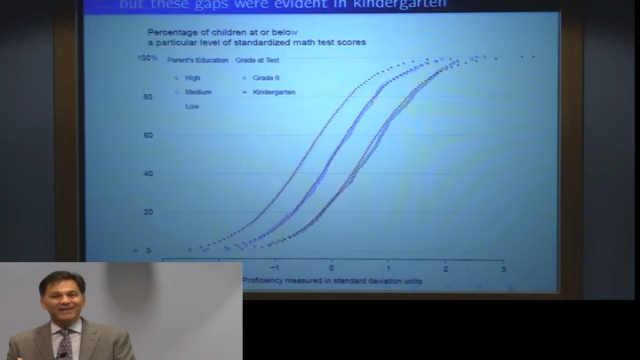 ... but these gaps were evident in kindergarten
Percentage of children at or below
a particular level of standardized math test scores
100%
Parent's Education Grade at Test
High Grade 8
Medium Kindergarten
Low
80
60
40
20
0
-1 0 1 2 3
Proficiency measured in standard deviation units